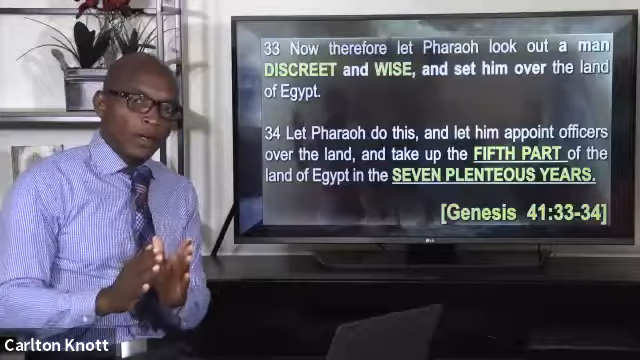 33 Now therefore let Pharaoh look out a man
DISCREET and WISE, and set him over the land
of Egypt.
34 Let Pharaoh do this, and let him appoint officers
over the land, and take up the FIFTH PART of the
land of Egypt in the SEVEN PLENTEOUS YEARS.
[Genesis 41:33-34]
LG
Carlton Knott